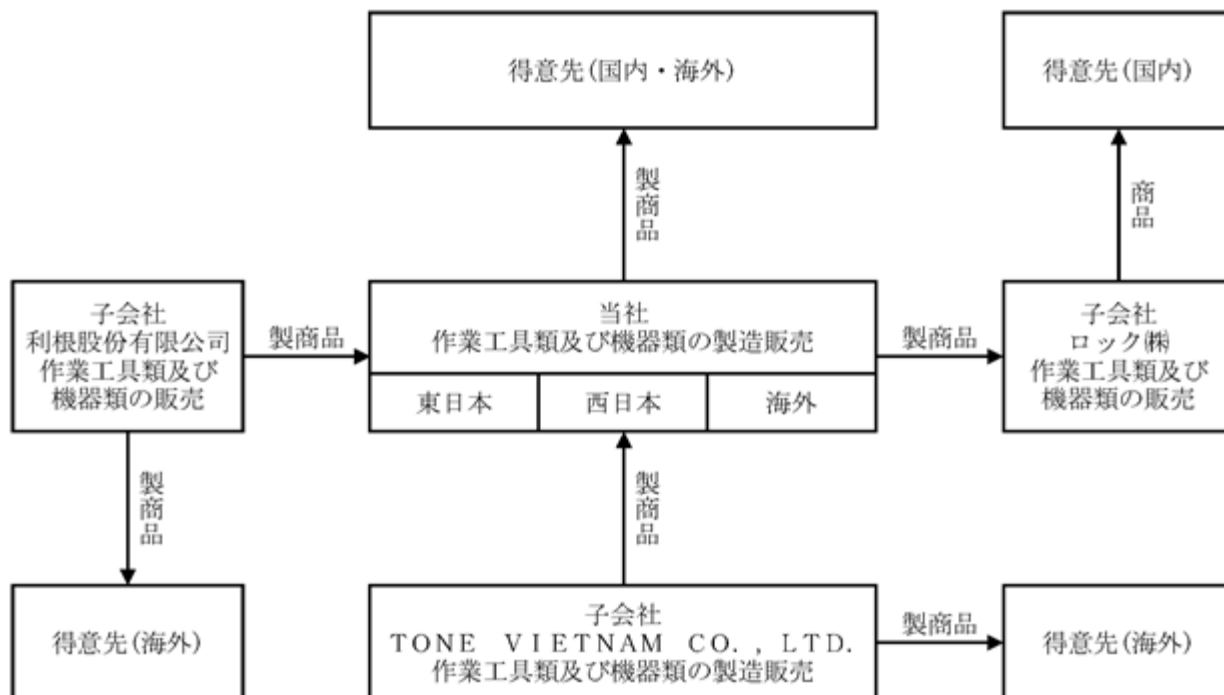 得意先(国内・海外)
得意先(国内)
製商品
商品
子会社
利根股份有限公司
作業工具類及び
機器類の販売
製商品
当社
作業工具類及び機器類の製造販売
東日本
西日本
海外
製商品
子会社
ロック㈱
作業工具類及び
機器類の販売
製商品
製商品
得意先(海外)
子会社
TONE VIETNAM CO., LTD.
作業工具類及び機器類の製造販売
製商品
得意先(海外)